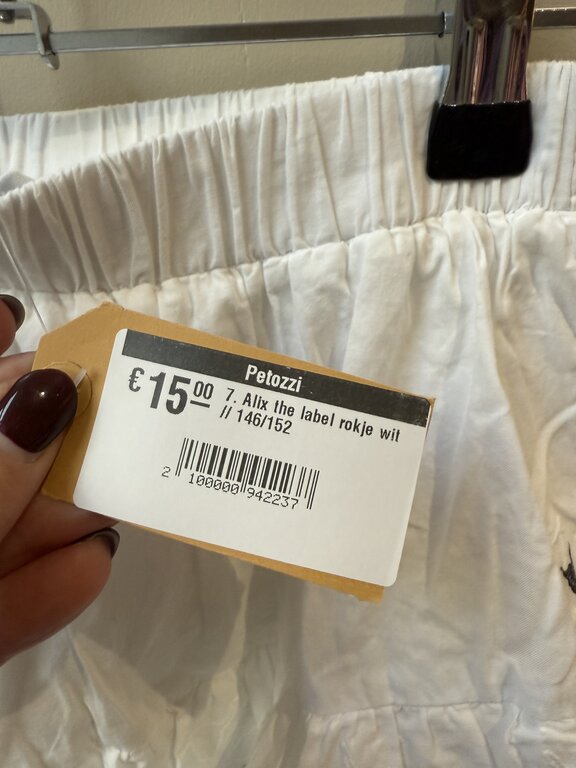 Petozzi
€ 15.00 7. Alix the label rokje wit
// 146/152
2 100000 942237